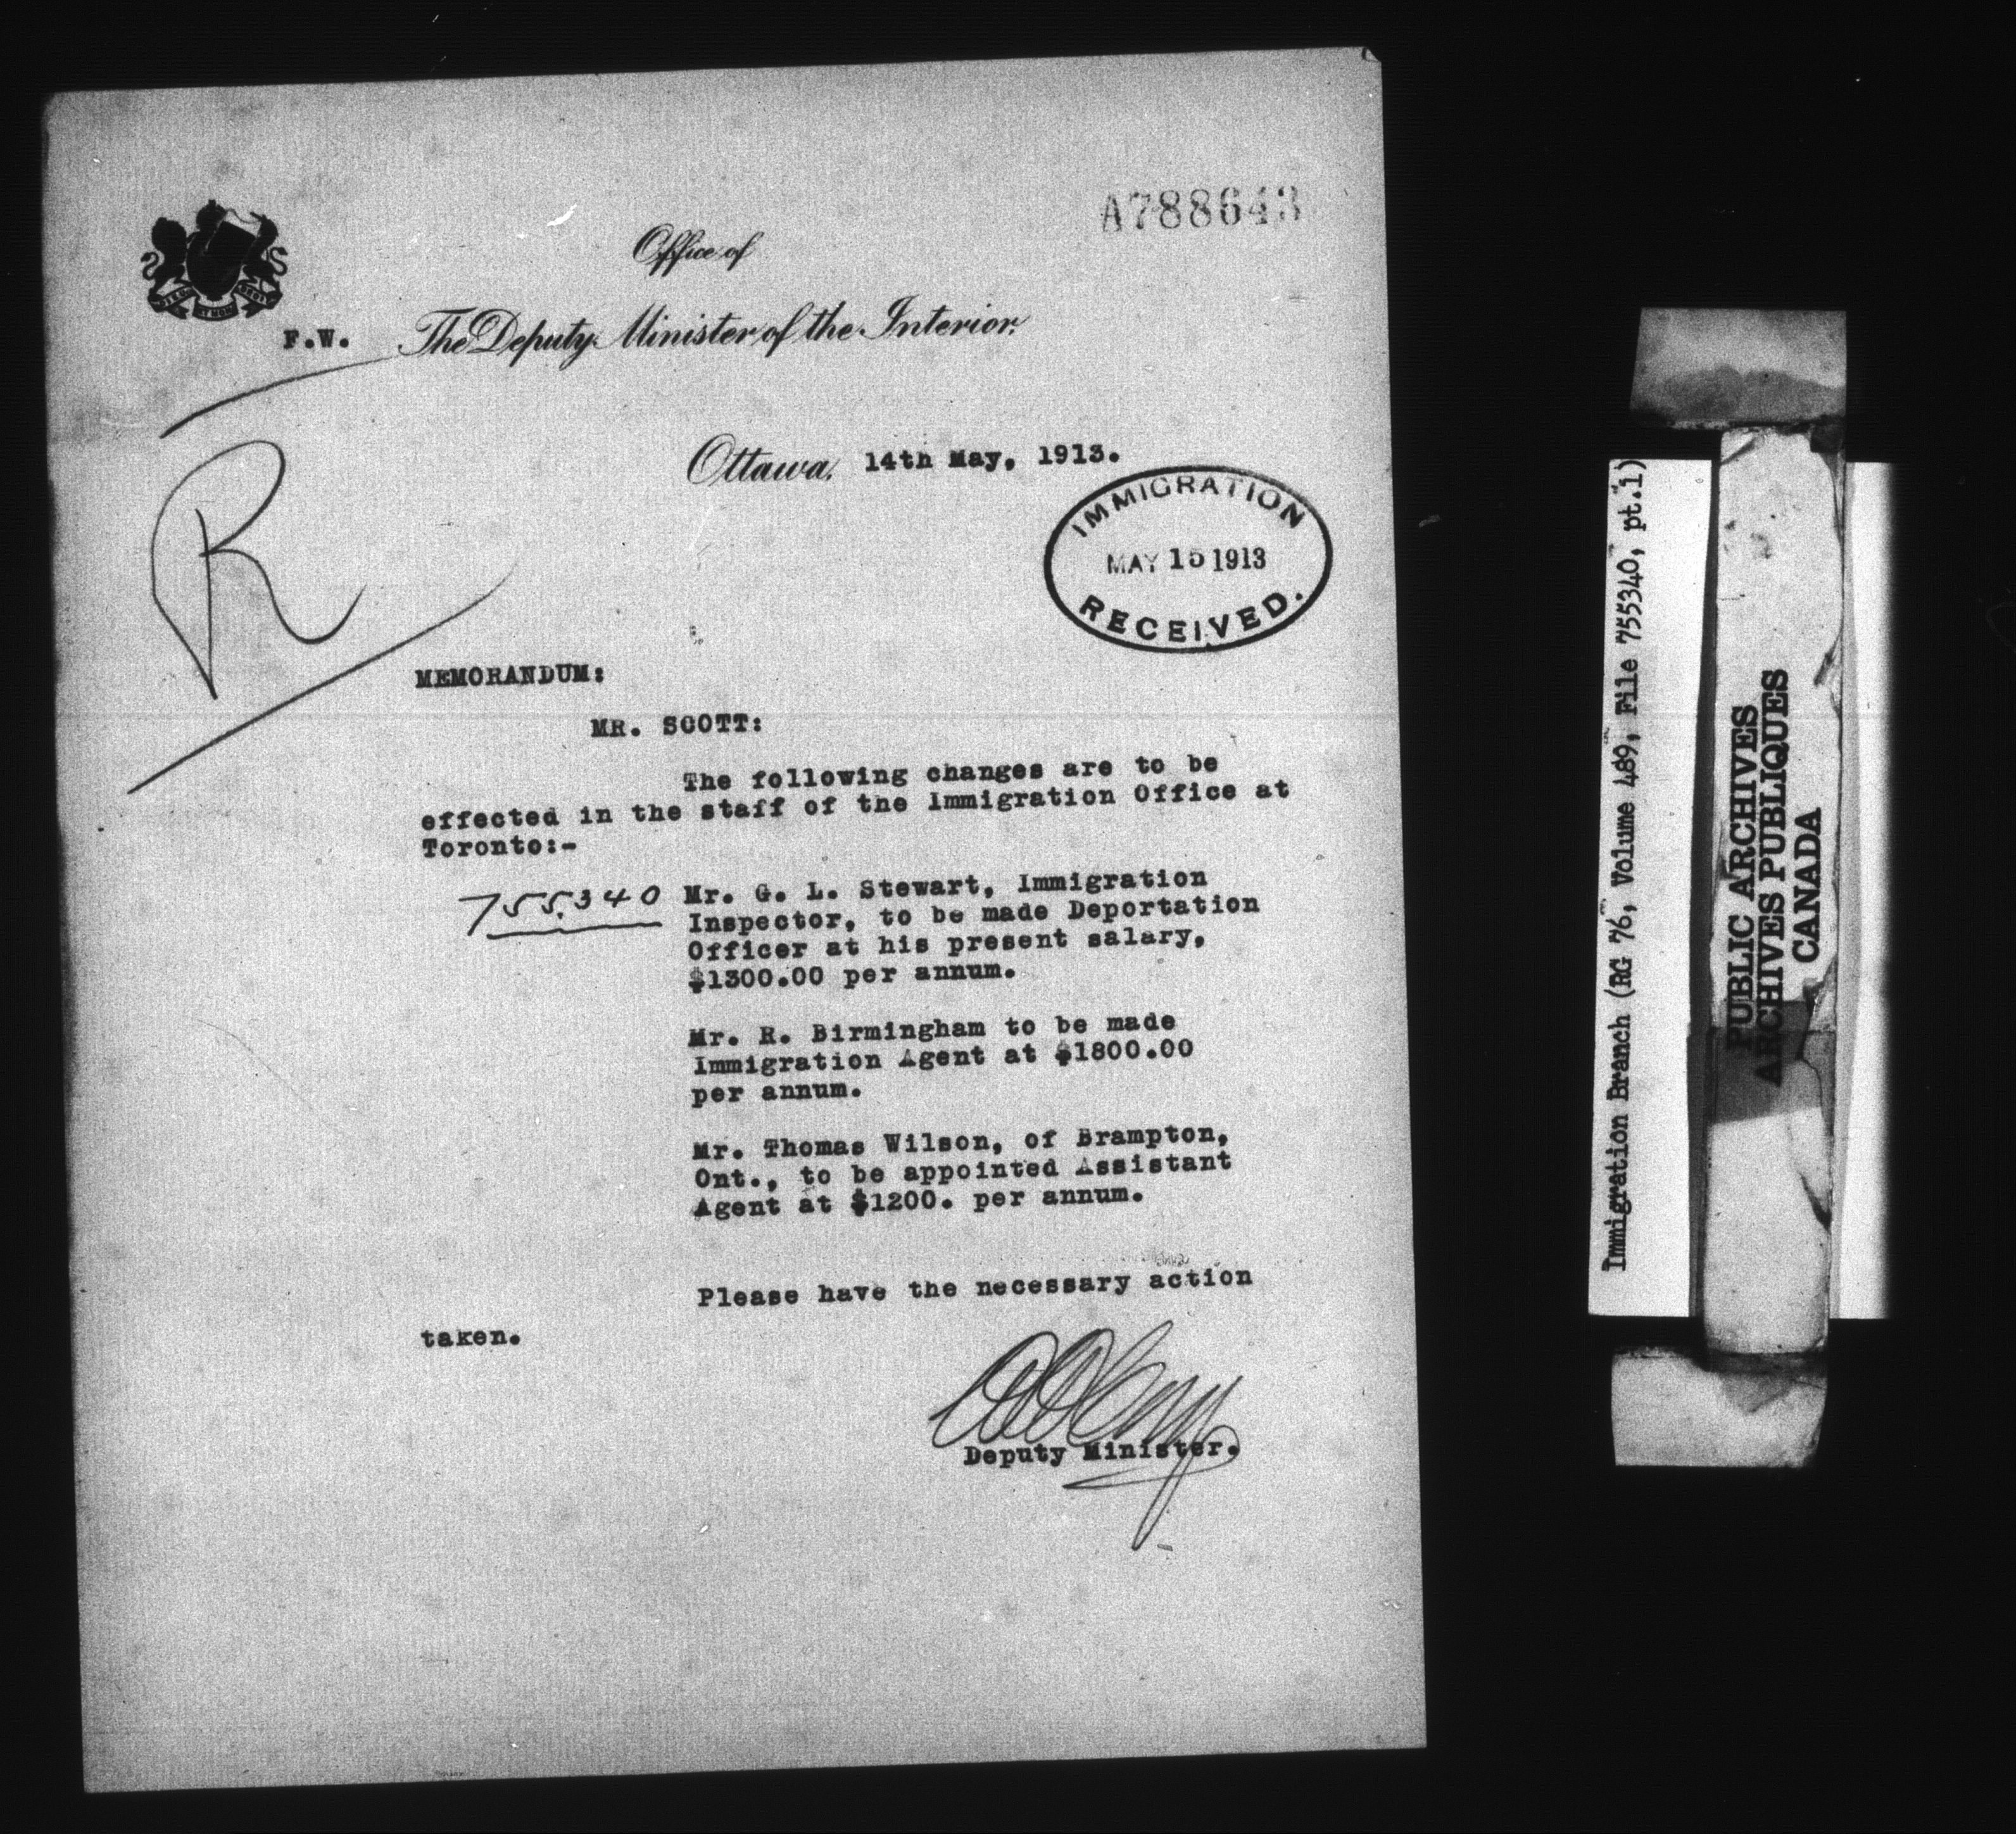 A788643
Office of
F.W. The Deputy Minister of the Interior.
Ottawa, 14th May, 1913.
IMMIGRATION
MAY 15 1913
RECEIVED.
R
MEMORANDUM:
MR. SCOTT:
The following changes are to be
effected in the staff of the Immigration Office at
Toronto:-
755340 Mr. G. L. Stewart, Immigration
Inspector, to be made Deportation
Officer at his present salary,
$1300.00 per annum.
Mr. R. Birmingham to be made
Immigration Agent at $1800.00
per annum.
Mr. Thomas Wilson, of Brampton,
Ont., to be appointed Assistant
Agent at $1200. per annum.
Please have the necessary action
taken.
Deputy Minister.
Immigration Branch (RG 76, Volume 489, File 755340, pt.1)
PUBLIC ARCHIVES
ARCHIVES PUBLIQUES
CANADA